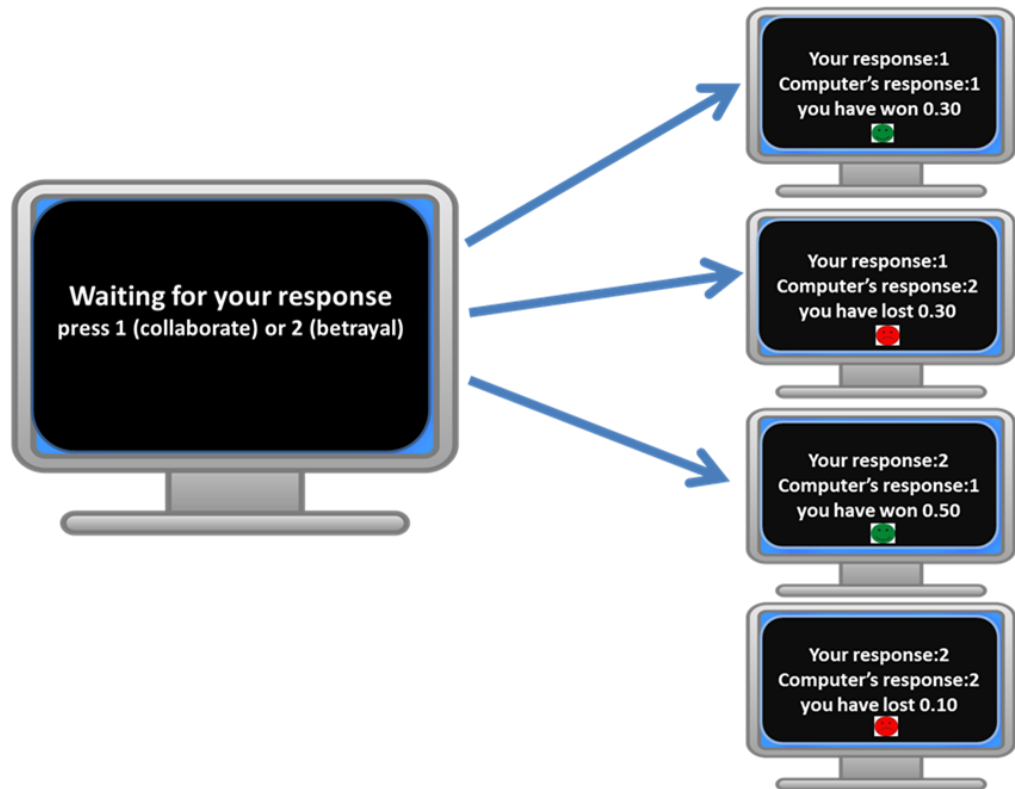 Waiting for your response
press 1 (collaborate) or 2 (betrayal)
Your response:1
Computer's response:1
you have won 0.30
Your response:1
Computer's response:2
you have lost 0.30
Your response:2
Computer's response:1
you have won 0.50
Your response:2
Computer's response:2
you have lost 0.10